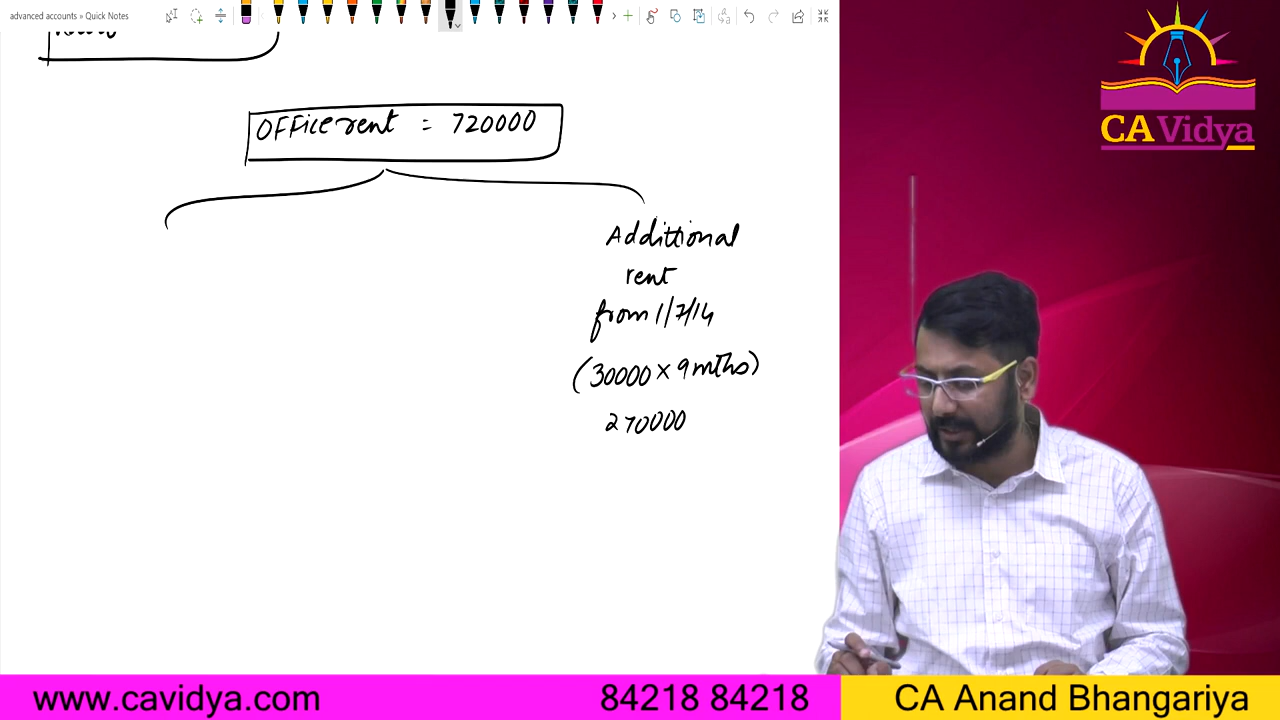 advanced accounts » Quick Notes
CA Vidya
Office rent = 720000
Additional
rent
from 1/7/14
(30000 × 9 mths)
270000
www.cavidya.com
84218 84218
CA Anand Bhangariya